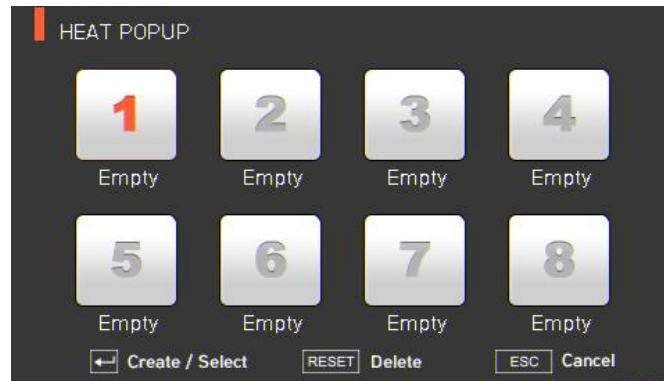 HEAT POPUP
1 2 3 4
Empty Empty Empty Empty
5 6 7 8
Empty Empty Empty Empty
Create / Select RESET Delete ESC Cancel